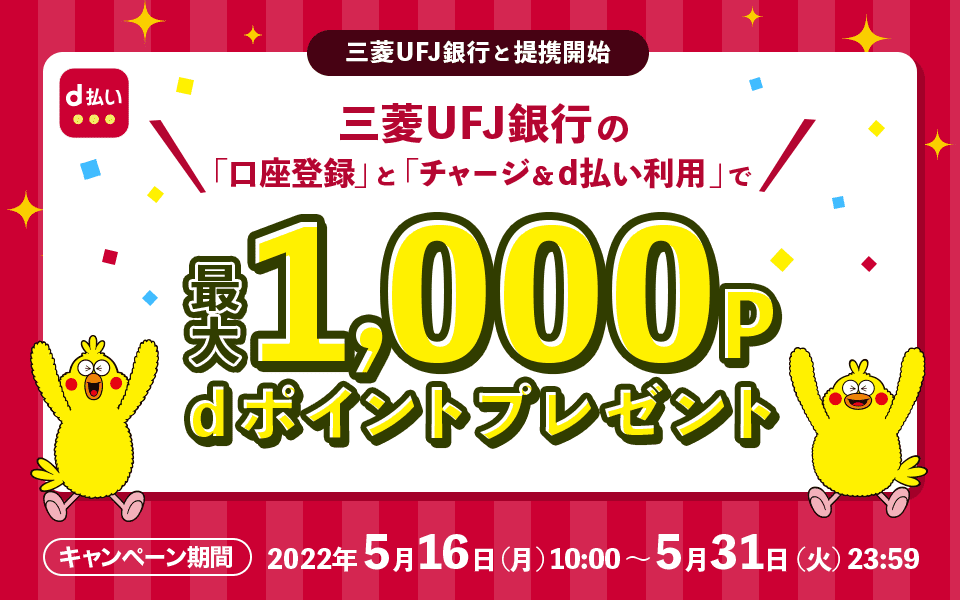 三菱UFJ銀行と提携開始
d払い
三菱UFJ銀行の
「口座登録」と「チャージ&d払い利用」で
最大1,000P
dポイントプレゼント
キャンペーン期間 2022年5月16日(月)10:00～5月31日(火)23:59